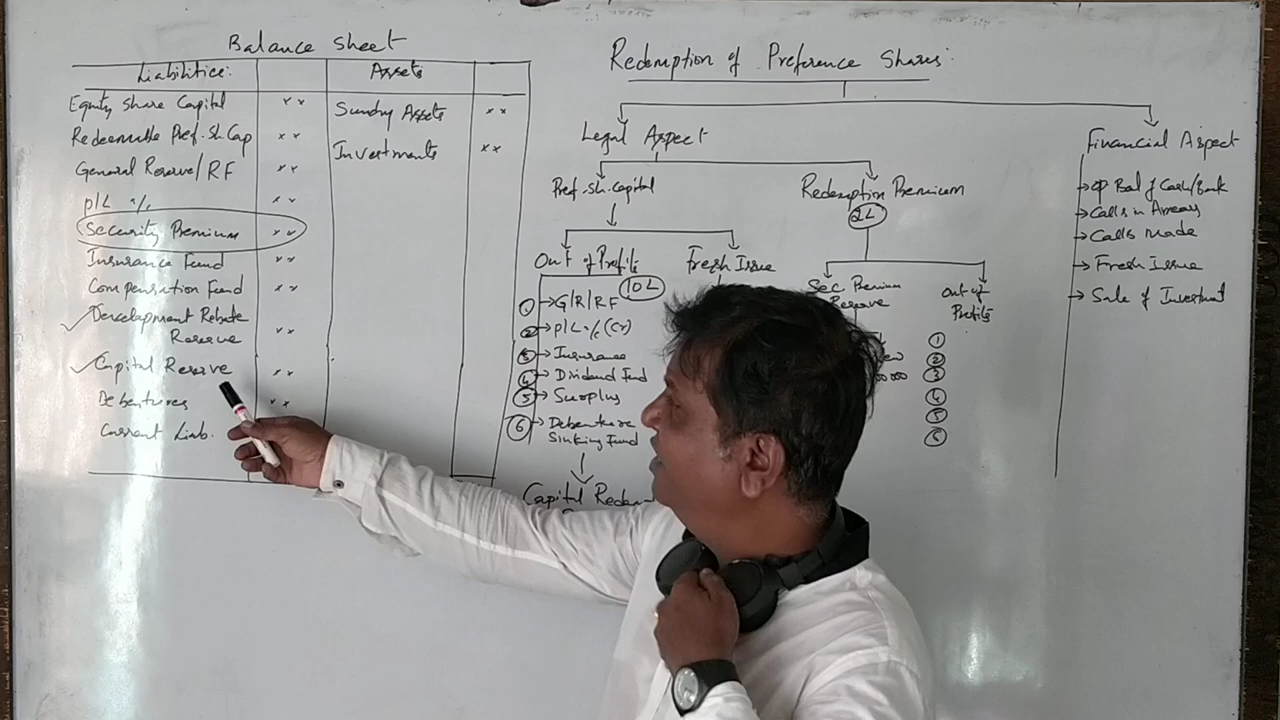 Balance Sheet
Liabilities:
Assets
Equity Share Capital xx
Sundry Assets xx
Redeemable Pref. Sh. Cap xx
Investments xx
General Reserve/RF xx
P/L A/c xx
Security Premium xx
Insurance Fund xx
Compensation Fund xx
Development Rebate
Reserve xx
Capital Reserve xx
Debentures xx
Current Liab.
Redemption of Preference Shares:
Legal Aspect
Financial Aspect
Pref. Sh. Capital
Redemption Premium
2L
Out of Profits
Fresh Issue
10L
① G/R/RF
② P/L A/c (Cr)
③ Insurance
④ Dividend Fund
⑤ Surplus
⑥ Debenture
Sinking Fund
Capital Redem
Sec. Premium
Reserve
Out of
Profits
①
②
③
④
⑤
⑥
OP Bal of Cash/Bank
Calls in Arrears
Calls Made
Fresh Issue
Sale of Investment